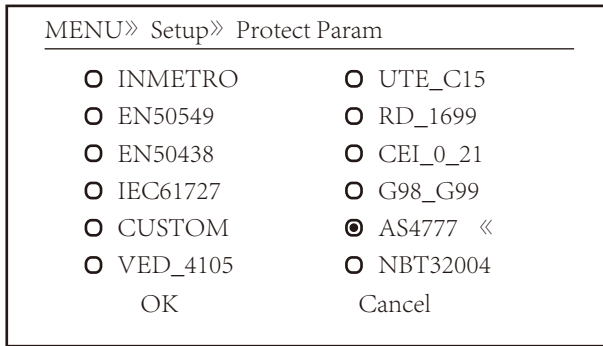 MENU》 Setup》 Protect Param
INMETRO UTE_C15
EN50549 RD_1699
EN50438 CEI_0_21
IEC61727 G98_G99
CUSTOM AS4777 《
VED_4105 NBT32004
OK Cancel